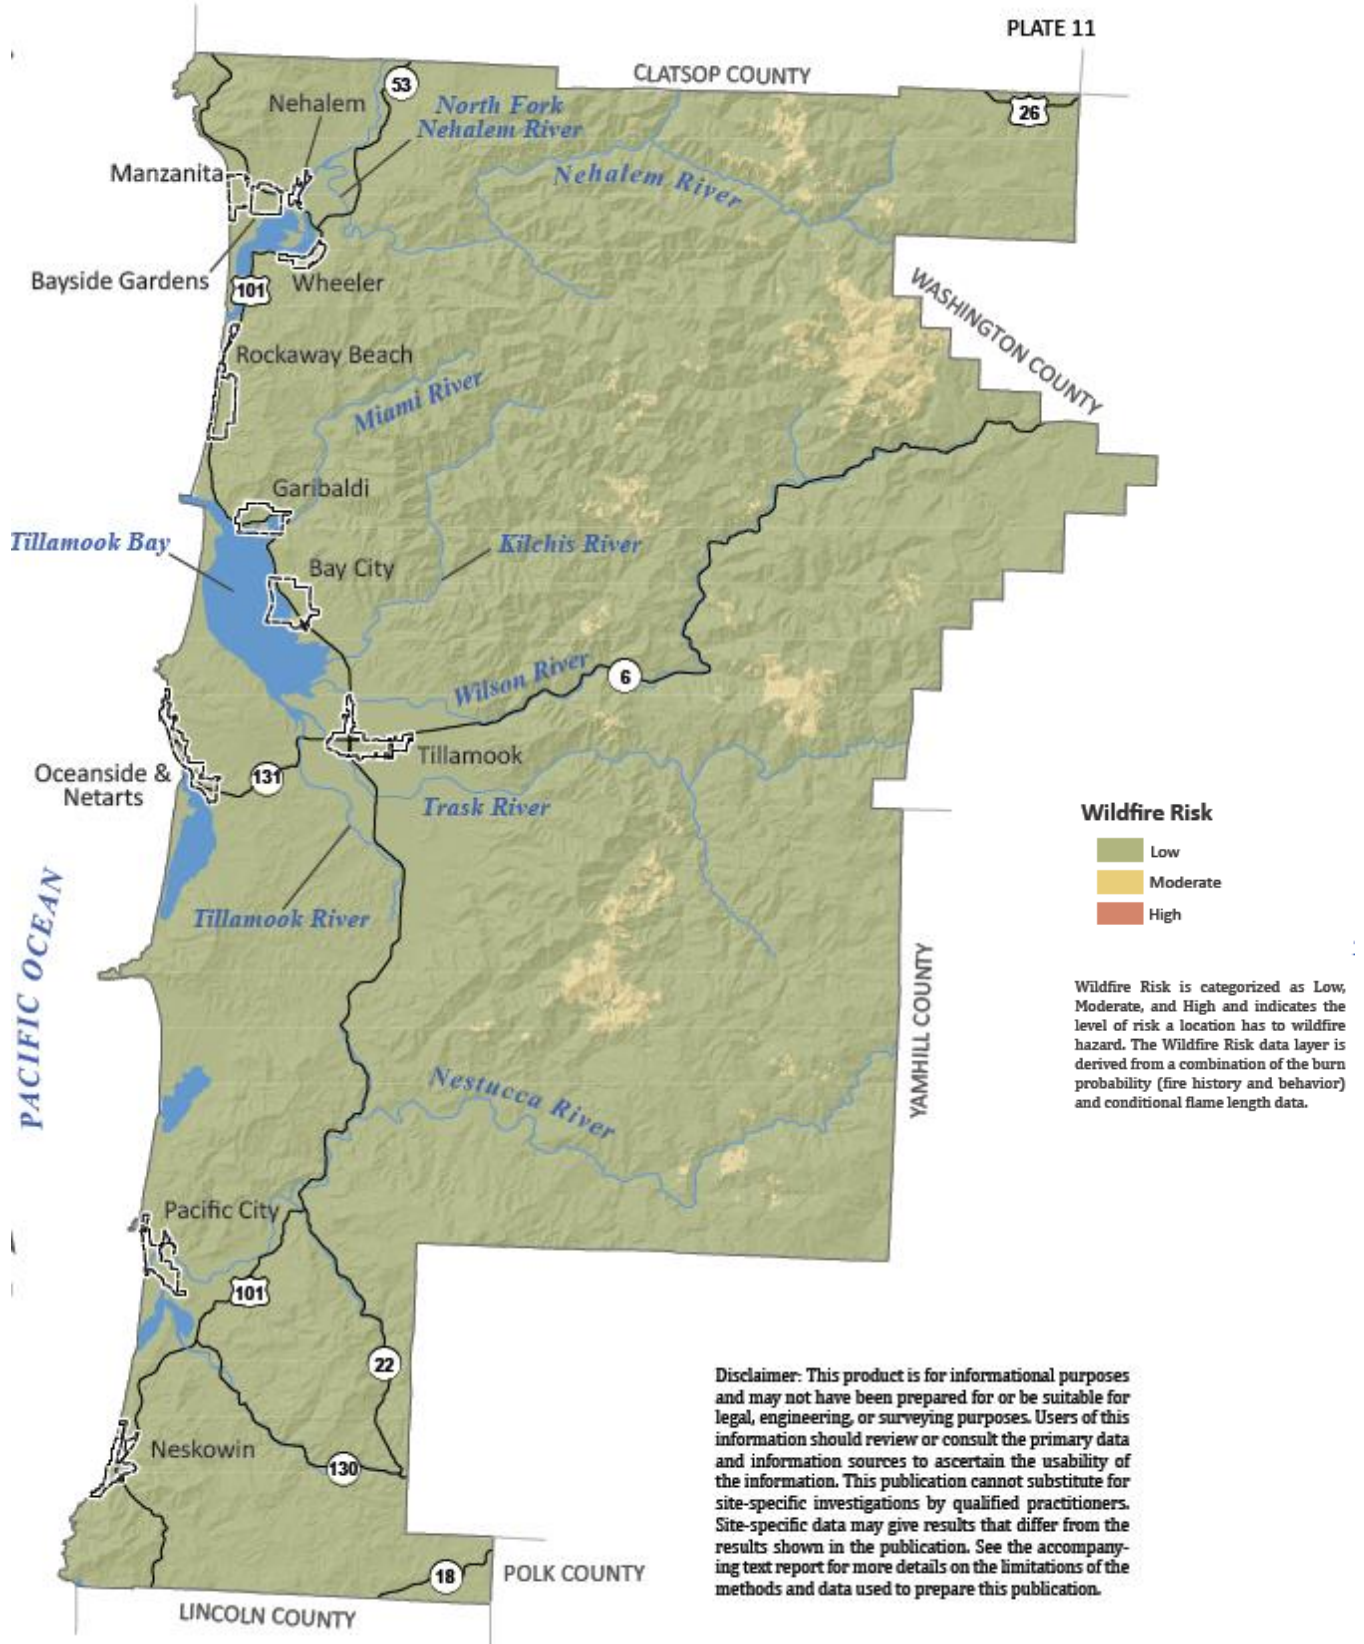 PLATE 11
CLATSOP COUNTY
53
26
Nehalem
North Fork
Nehalem River
Manzanita
Nehalem River
Bayside Gardens
101
Wheeler
WASHINGTON COUNTY
Rockaway Beach
Miami River
Garibaldi
Tillamook Bay
Kilchis River
Bay City
Wilson River
6
Oceanside &
Netarts
131
Tillamook
Trask River
Tillamook River
PACIFIC OCEAN
YAMHILL COUNTY
Wildfire Risk
Low
Moderate
High
Wildfire Risk is categorized as Low,
Moderate, and High and indicates the
level of risk a location has to wildfire
hazard. The Wildfire Risk data layer is
derived from a combination of the burn
probability (fire history and behavior)
and conditional flame length data.
Nestucca River
Pacific City
101
22
Neskowin
130
18
POLK COUNTY
LINCOLN COUNTY
Disclaimer: This product is for informational purposes
and may not have been prepared for or be suitable for
legal, engineering, or surveying purposes. Users of this
information should review or consult the primary data
and information sources to ascertain the usability of
the information. This publication cannot substitute for
site-specific investigations by qualified practitioners.
Site-specific data may give results that differ from the
results shown in the publication. See the accompany-
ing text report for more details on the limitations of the
methods and data used to prepare this publication.